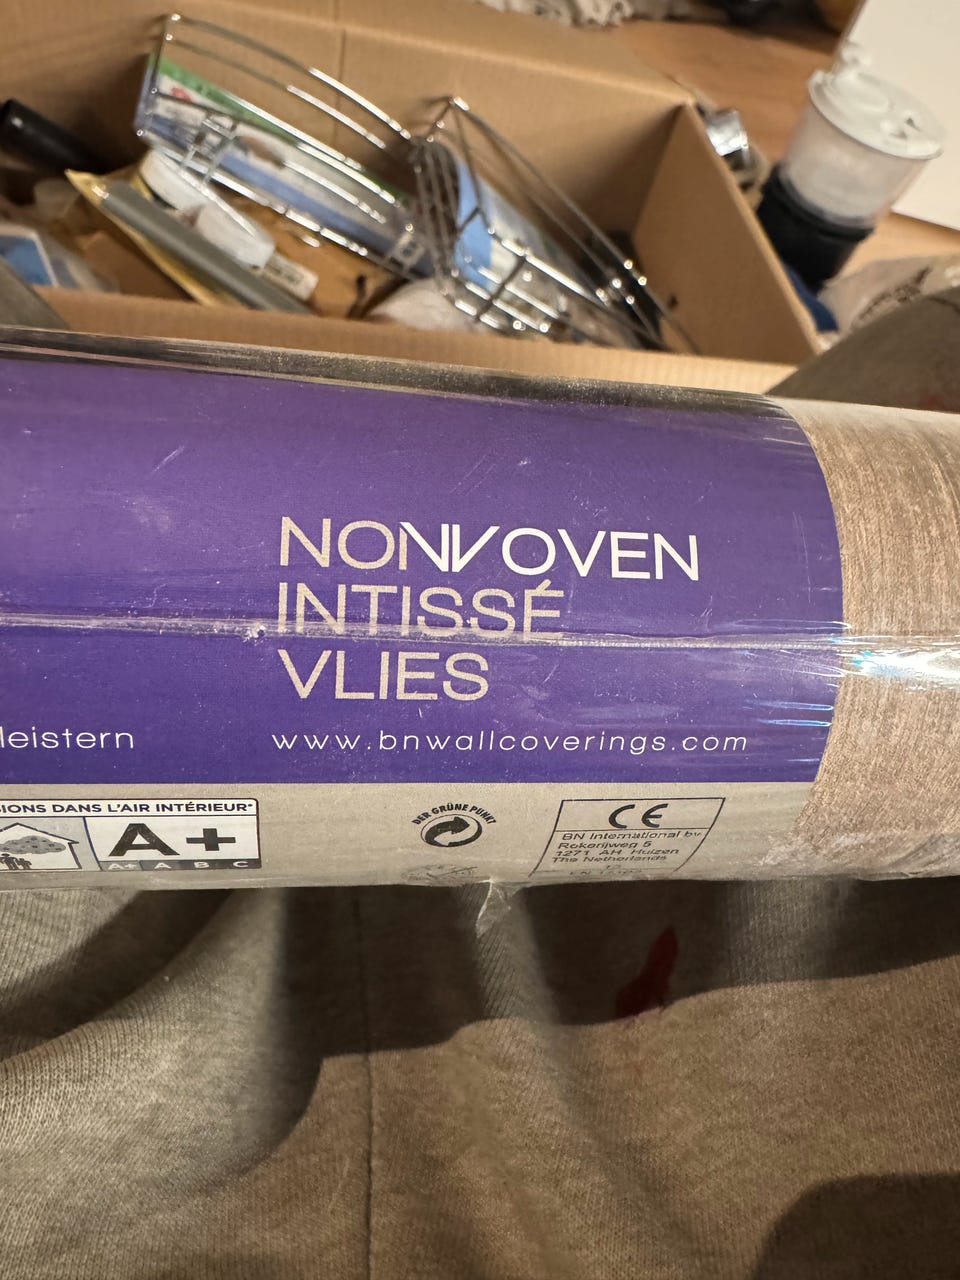 NONWOVEN
INTISSÉ
VLIES
leistern
www.bnwallcoverings.com
SIONS DANS L'AIR INTÉRIEUR*
A+
A+ A B C
DER GRÜNE PUNKT
CE
BN International bv
Rokerijweg 5
1271 AH Huizen
The Netherlands